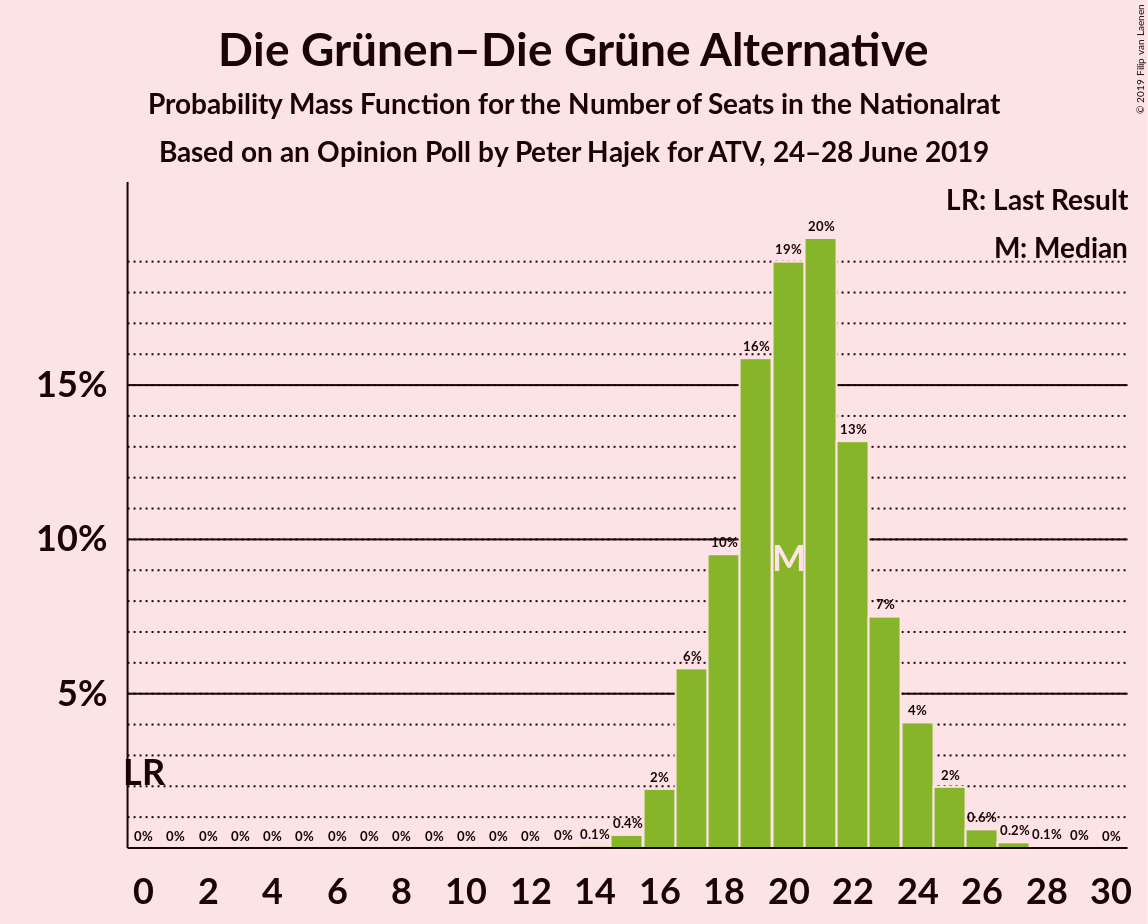 Die Grünen–Die Grüne Alternative
Probability Mass Function for the Number of Seats in the Nationalrat
Based on an Opinion Poll by Peter Hajek for ATV, 24–28 June 2019
© 2019 Filip van Laenen
LR: Last Result
M: Median
20%
19%
16%
15%
13%
10%
10%
M
7%
6%
5%
4%
LR
2%
2%
0% 0% 0% 0% 0% 0% 0% 0% 0% 0% 0% 0% 0% 0% 0.1% 0.4% 0.6% 0.2% 0.1% 0% 0%
0 2 4 6 8 10 12 14 16 18 20 22 24 26 28 30